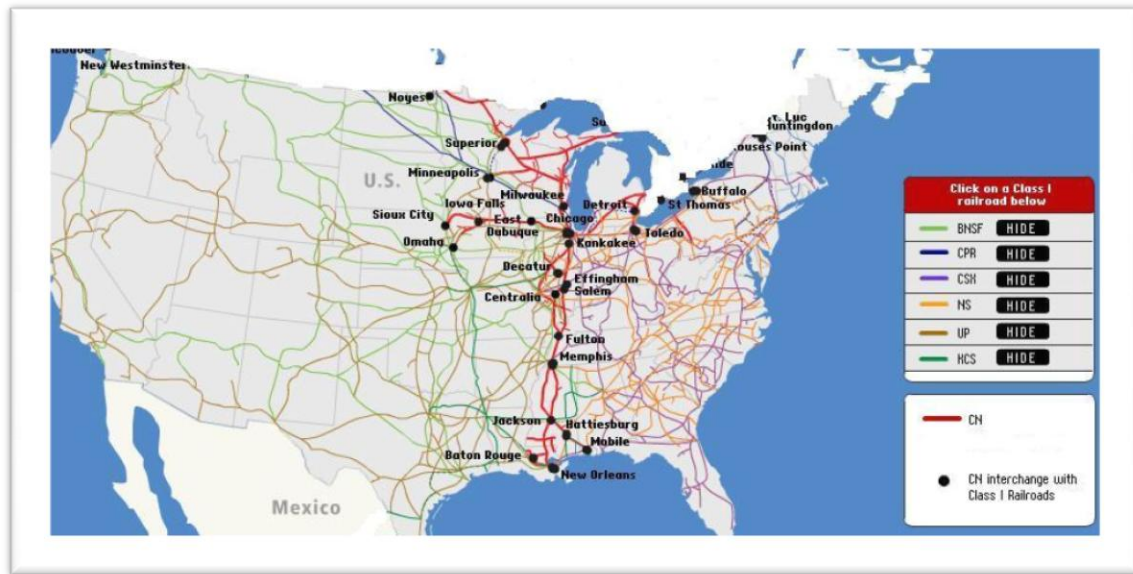 New Westminster
Noyes
Superior
Minneapolis
U.S.
Milwaukee
Iowa Falls
Sioux City
East
Dubuque
Chicago
Detroit
Buffalo
St Thomas
Toledo
Omaha
Kankakee
Decatur
Effingham
Salem
Centralia
Fulton
Memphis
Jackson
Hattiesburg
Mobile
Baton Rouge
New Orleans
Mexico
Huntingdon
Click on a Class I
railroad below
BNSF HIDE
CPR HIDE
CSX HIDE
NS HIDE
UP HIDE
KCS HIDE
CN
CN interchange with
Class I Railroads